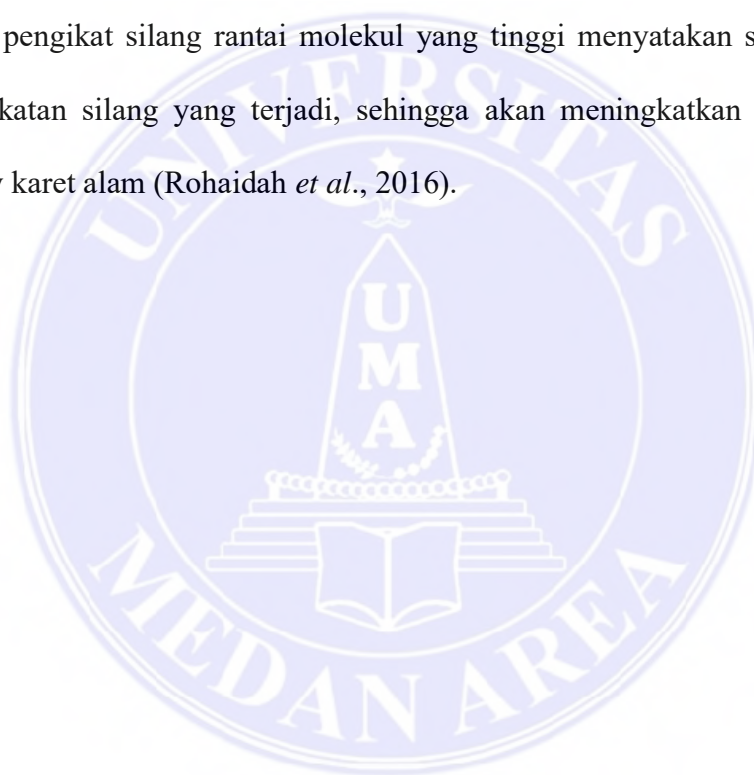 pengikat silang rantai molekul yang tinggi menyatakan s
katan silang yang terjadi, sehingga akan meningkatkan
karet alam (Rohaidah et al., 2016).
UNIVERSITAS
U
M
A
MEDAN AREA